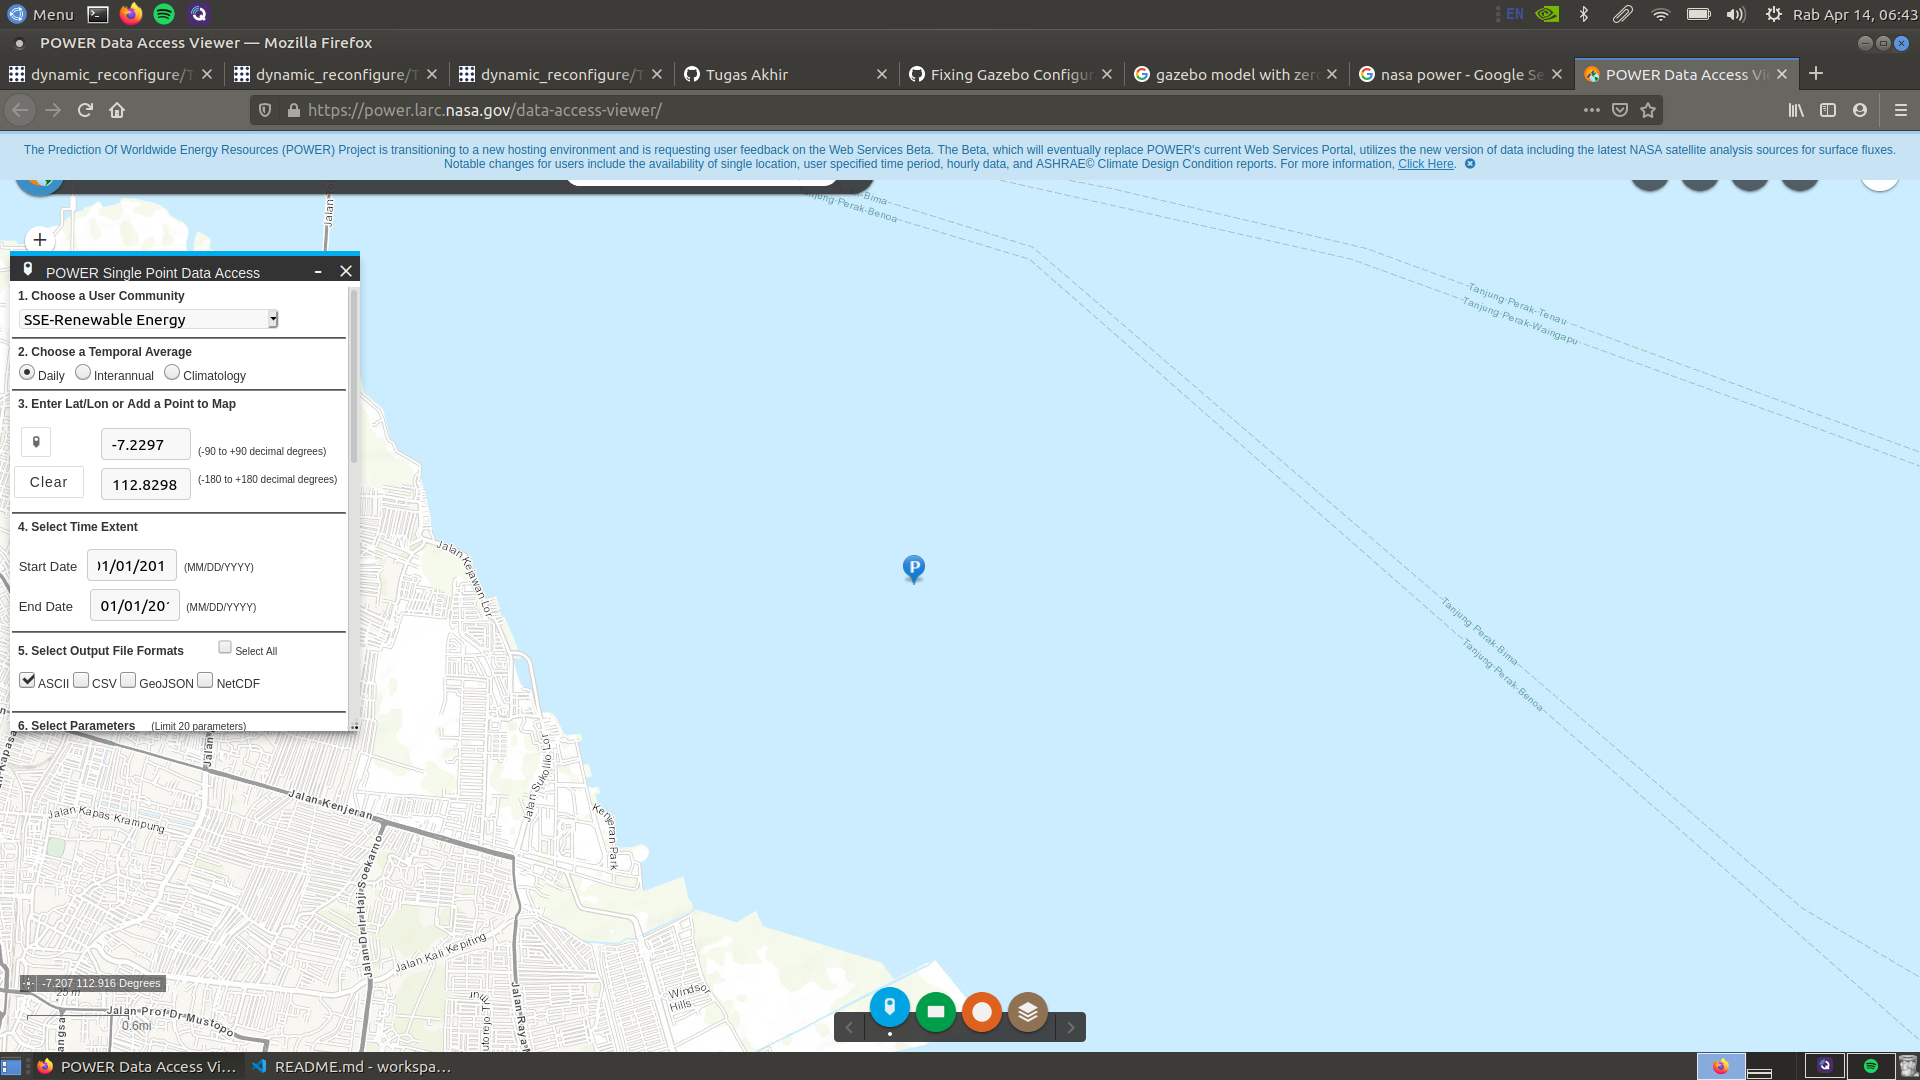 Menu
EN
Rab Apr 14, 06:43
POWER Data Access Viewer — Mozilla Firefox
dynamic_reconfigure/T
dynamic_reconfigure/T
dynamic_reconfigure/T
Tugas Akhir
Fixing Gazebo Configur
gazebo model with zero
nasa power - Google Se
POWER Data Access Vie
https://power.larc.nasa.gov/data-access-viewer/
The Prediction Of Worldwide Energy Resources (POWER) Project is transitioning to a new hosting environment and is requesting user feedback on the Web Services Beta. The Beta, which will eventually replace POWER's current Web Services Portal, utilizes the new version of data including the latest NASA satellite analysis sources for surface fluxes.
Notable changes for users include the availability of single location, user specified time period, hourly data, and ASHRAE© Climate Design Condition reports. For more information, Click Here.
+
POWER Single Point Data Access
1. Choose a User Community
SSE-Renewable Energy
2. Choose a Temporal Average
Daily Interannual Climatology
3. Enter Lat/Lon or Add a Point to Map
-7.2297 (-90 to +90 decimal degrees)
Clear 112.8298 (-180 to +180 decimal degrees)
4. Select Time Extent
Start Date 01/01/201 (MM/DD/YYYY)
End Date 01/01/201 (MM/DD/YYYY)
5. Select Output File Formats Select All
ASCII CSV GeoJSON NetCDF
6. Select Parameters (Limit 20 parameters)
Bima
Tanjung Perak-Benoa
Tanjung Perak-Tenau
Tanjung Perak-Waingapu
Tanjung Perak-Bima
Tanjung Perak-Benoa
P
Jalan Kejawan Lor
Jalan Sukolilo Lor
Kenjeran Park
Jalan Kenjeran
Jalan Kapas Krampung
Jalan Dr Ir Haji Soekarno
Jalan Kali Kepiting
Windsor
Hills
Jalan Raya
Jalan Prof Dr Mustopo
-7.207 112.916 Degrees
25 m
0.6mi
POWER Data Access Vi...
README.md - workspa...